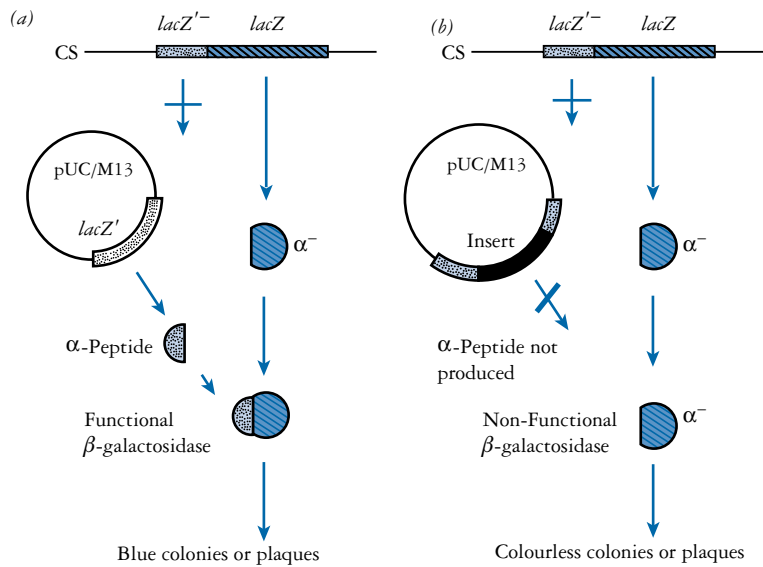 (a)
lacZ'⁻ lacZ
CS
pUC/M13
lacZ'
α⁻
α-Peptide
Functional
β-galactosidase
Blue colonies or plaques
(b)
lacZ'⁻ lacZ
CS
pUC/M13
Insert
α⁻
α-Peptide not
produced
Non-Functional
β-galactosidase
α⁻
Colourless colonies or plaques